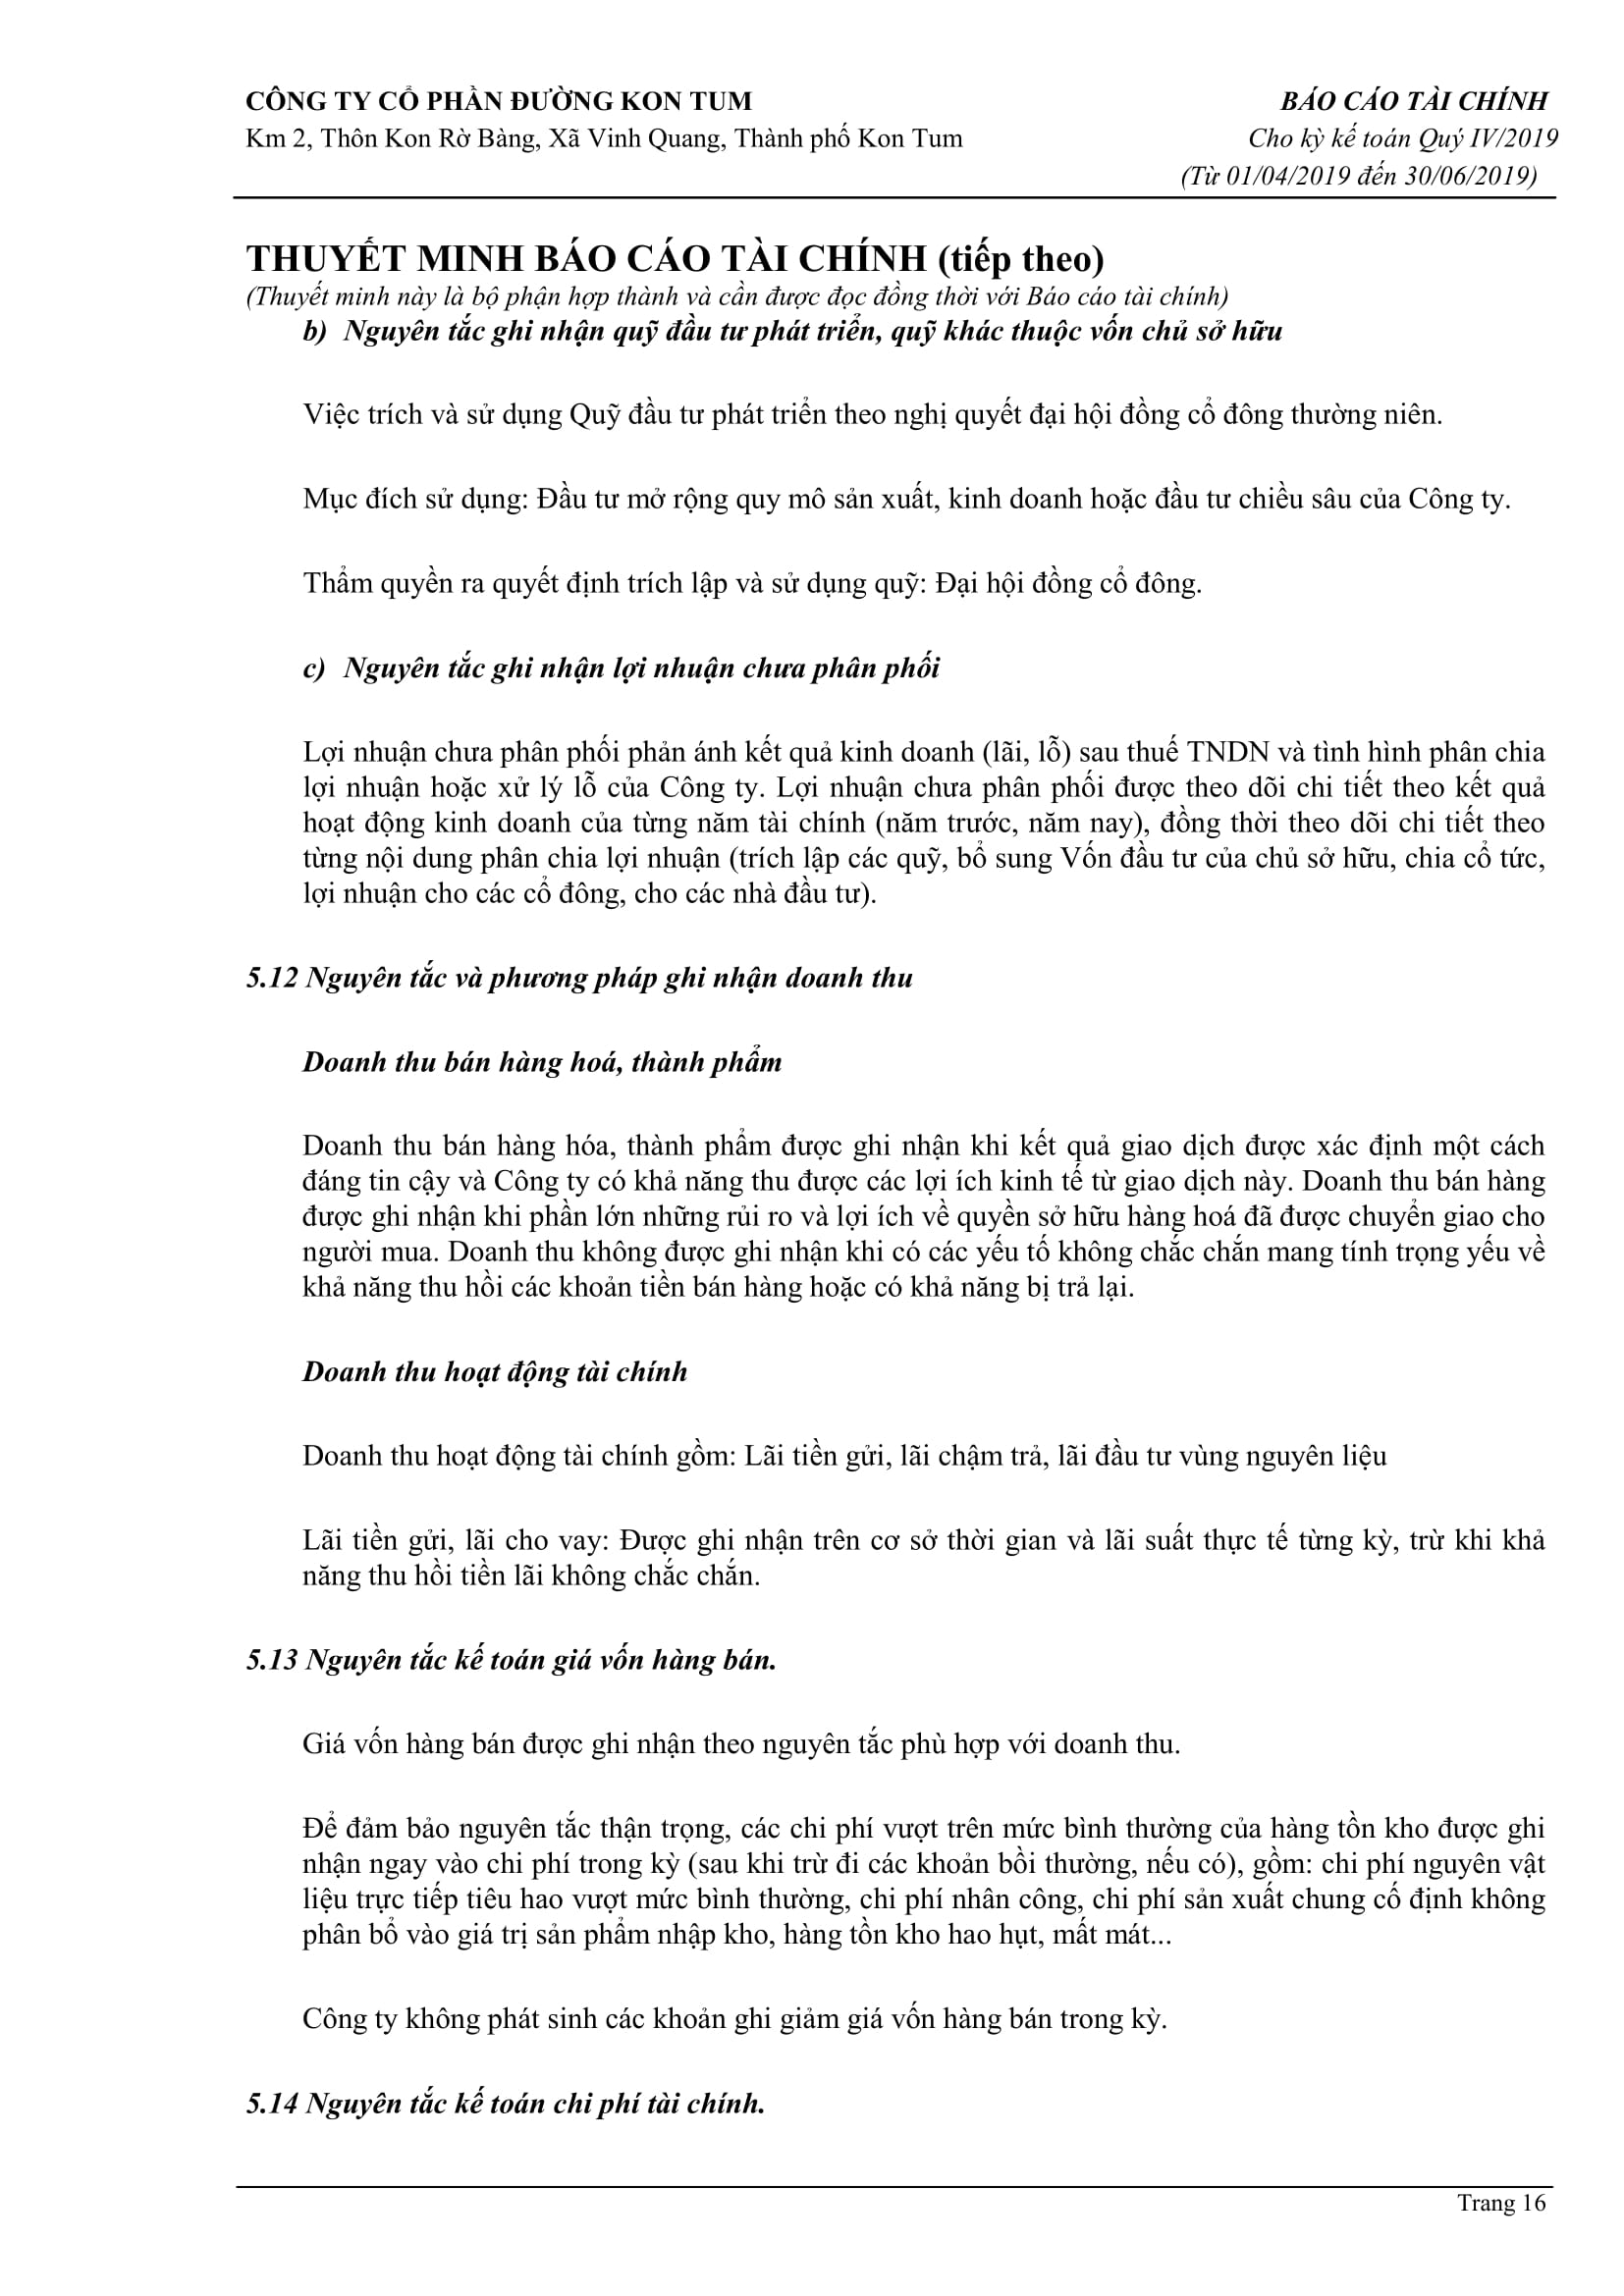 CÔNG TY CỔ PHẦN ĐƯỜNG KON TUM
BÁO CÁO TÀI CHÍNH
Km 2, Thôn Kon Rờ Bàng, Xã Vinh Quang, Thành phố Kon Tum
Cho kỳ kế toán Quý IV/2019
(Từ 01/04/2019 đến 30/06/2019)
THUYẾT MINH BÁO CÁO TÀI CHÍNH (tiếp theo)
(Thuyết minh này là bộ phận hợp thành và cần được đọc đồng thời với Báo cáo tài chính)
b) Nguyên tắc ghi nhận quỹ đầu tư phát triển, quỹ khác thuộc vốn chủ sở hữu
Việc trích và sử dụng Quỹ đầu tư phát triển theo nghị quyết đại hội đồng cổ đông thường niên.
Mục đích sử dụng: Đầu tư mở rộng quy mô sản xuất, kinh doanh hoặc đầu tư chiều sâu của Công ty.
Thẩm quyền ra quyết định trích lập và sử dụng quỹ: Đại hội đồng cổ đông.
c) Nguyên tắc ghi nhận lợi nhuận chưa phân phối
Lợi nhuận chưa phân phối phản ánh kết quả kinh doanh (lãi, lỗ) sau thuế TNDN và tình hình phân chia
lợi nhuận hoặc xử lý lỗ của Công ty. Lợi nhuận chưa phân phối được theo dõi chi tiết theo kết quả
hoạt động kinh doanh của từng năm tài chính (năm trước, năm nay), đồng thời theo dõi chi tiết theo
từng nội dung phân chia lợi nhuận (trích lập các quỹ, bổ sung Vốn đầu tư của chủ sở hữu, chia cổ tức,
lợi nhuận cho các cổ đông, cho các nhà đầu tư).
5.12 Nguyên tắc và phương pháp ghi nhận doanh thu
Doanh thu bán hàng hoá, thành phẩm
Doanh thu bán hàng hóa, thành phẩm được ghi nhận khi kết quả giao dịch được xác định một cách
đáng tin cậy và Công ty có khả năng thu được các lợi ích kinh tế từ giao dịch này. Doanh thu bán hàng
được ghi nhận khi phần lớn những rủi ro và lợi ích về quyền sở hữu hàng hoá đã được chuyển giao cho
người mua. Doanh thu không được ghi nhận khi có các yếu tố không chắc chắn mang tính trọng yếu về
khả năng thu hồi các khoản tiền bán hàng hoặc có khả năng bị trả lại.
Doanh thu hoạt động tài chính
Doanh thu hoạt động tài chính gồm: Lãi tiền gửi, lãi chậm trả, lãi đầu tư vùng nguyên liệu
Lãi tiền gửi, lãi cho vay: Được ghi nhận trên cơ sở thời gian và lãi suất thực tế từng kỳ, trừ khi khả
năng thu hồi tiền lãi không chắc chắn.
5.13 Nguyên tắc kế toán giá vốn hàng bán.
Giá vốn hàng bán được ghi nhận theo nguyên tắc phù hợp với doanh thu.
Để đảm bảo nguyên tắc thận trọng, các chi phí vượt trên mức bình thường của hàng tồn kho được ghi
nhận ngay vào chi phí trong kỳ (sau khi trừ đi các khoản bồi thường, nếu có), gồm: chi phí nguyên vật
liệu trực tiếp tiêu hao vượt mức bình thường, chi phí nhân công, chi phí sản xuất chung cố định không
phân bổ vào giá trị sản phẩm nhập kho, hàng tồn kho hao hụt, mất mát...
Công ty không phát sinh các khoản ghi giảm giá vốn hàng bán trong kỳ.
5.14 Nguyên tắc kế toán chi phí tài chính.
Trang 16